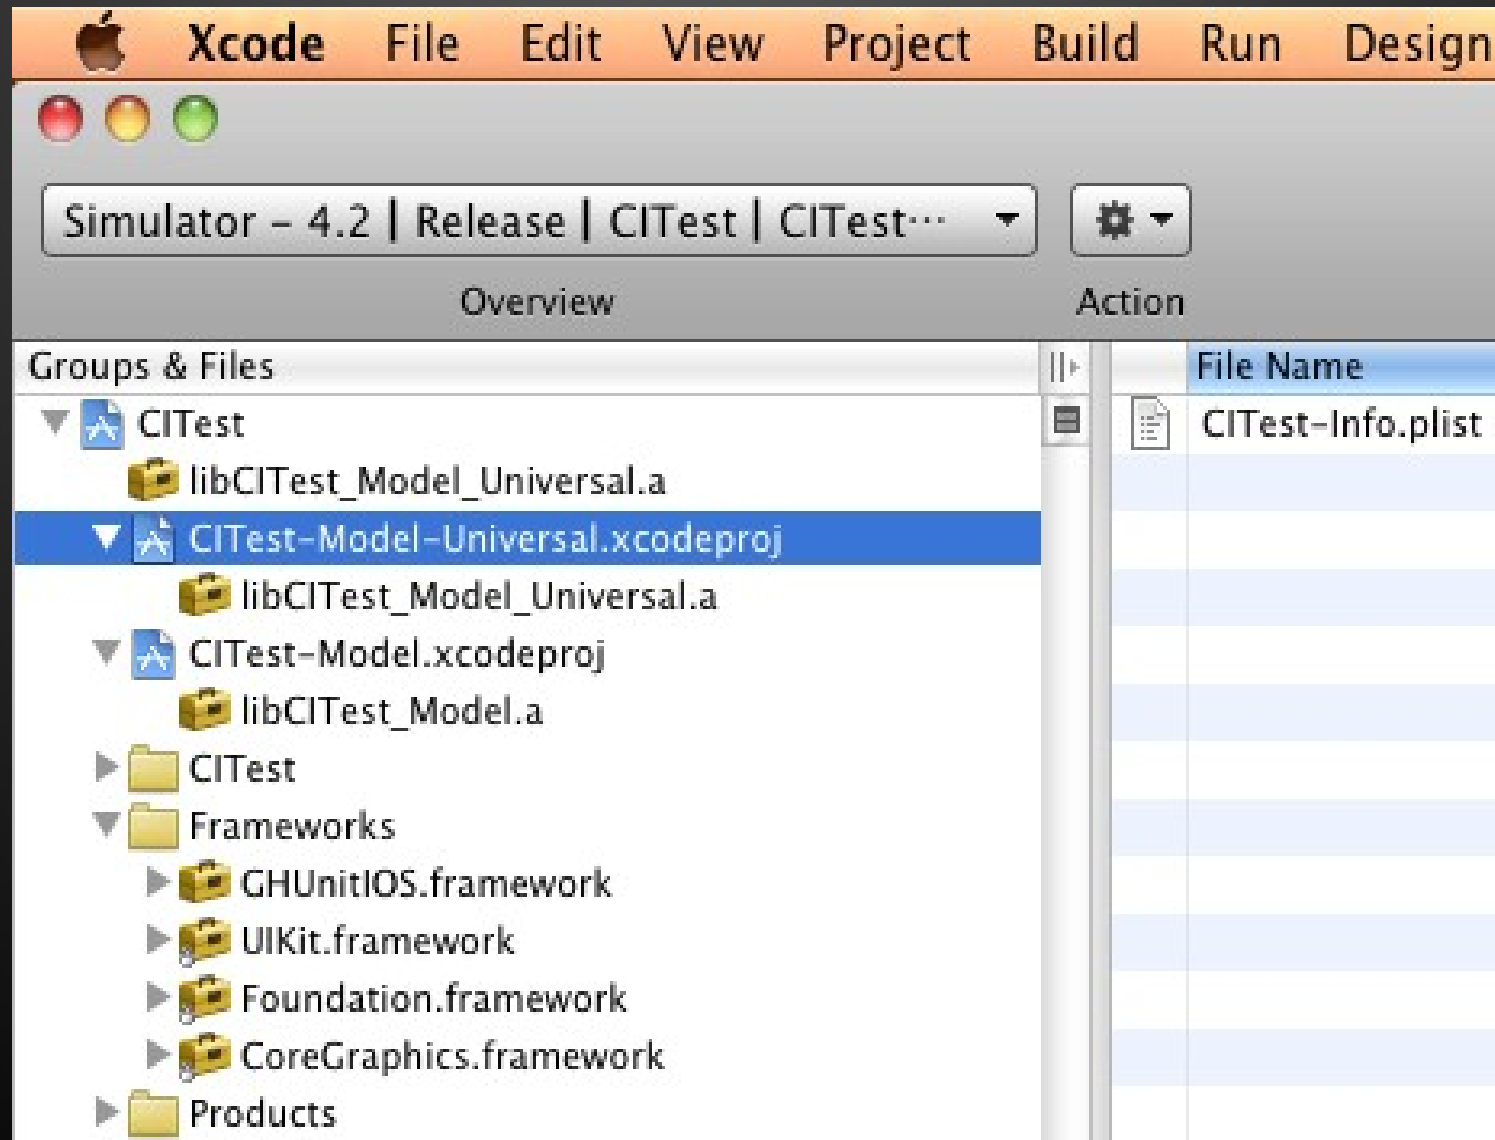 Xcode File Edit View Project Build Run Design
Simulator – 4.2 | Release | CITest | CITest···
Overview Action
Groups & Files
File Name
CITest
CITest-Info.plist
libCITest_Model_Universal.a
CITest-Model-Universal.xcodeproj
libCITest_Model_Universal.a
CITest-Model.xcodeproj
libCITest_Model.a
CITest
Frameworks
GHUnitIOS.framework
UIKit.framework
Foundation.framework
CoreGraphics.framework
Products